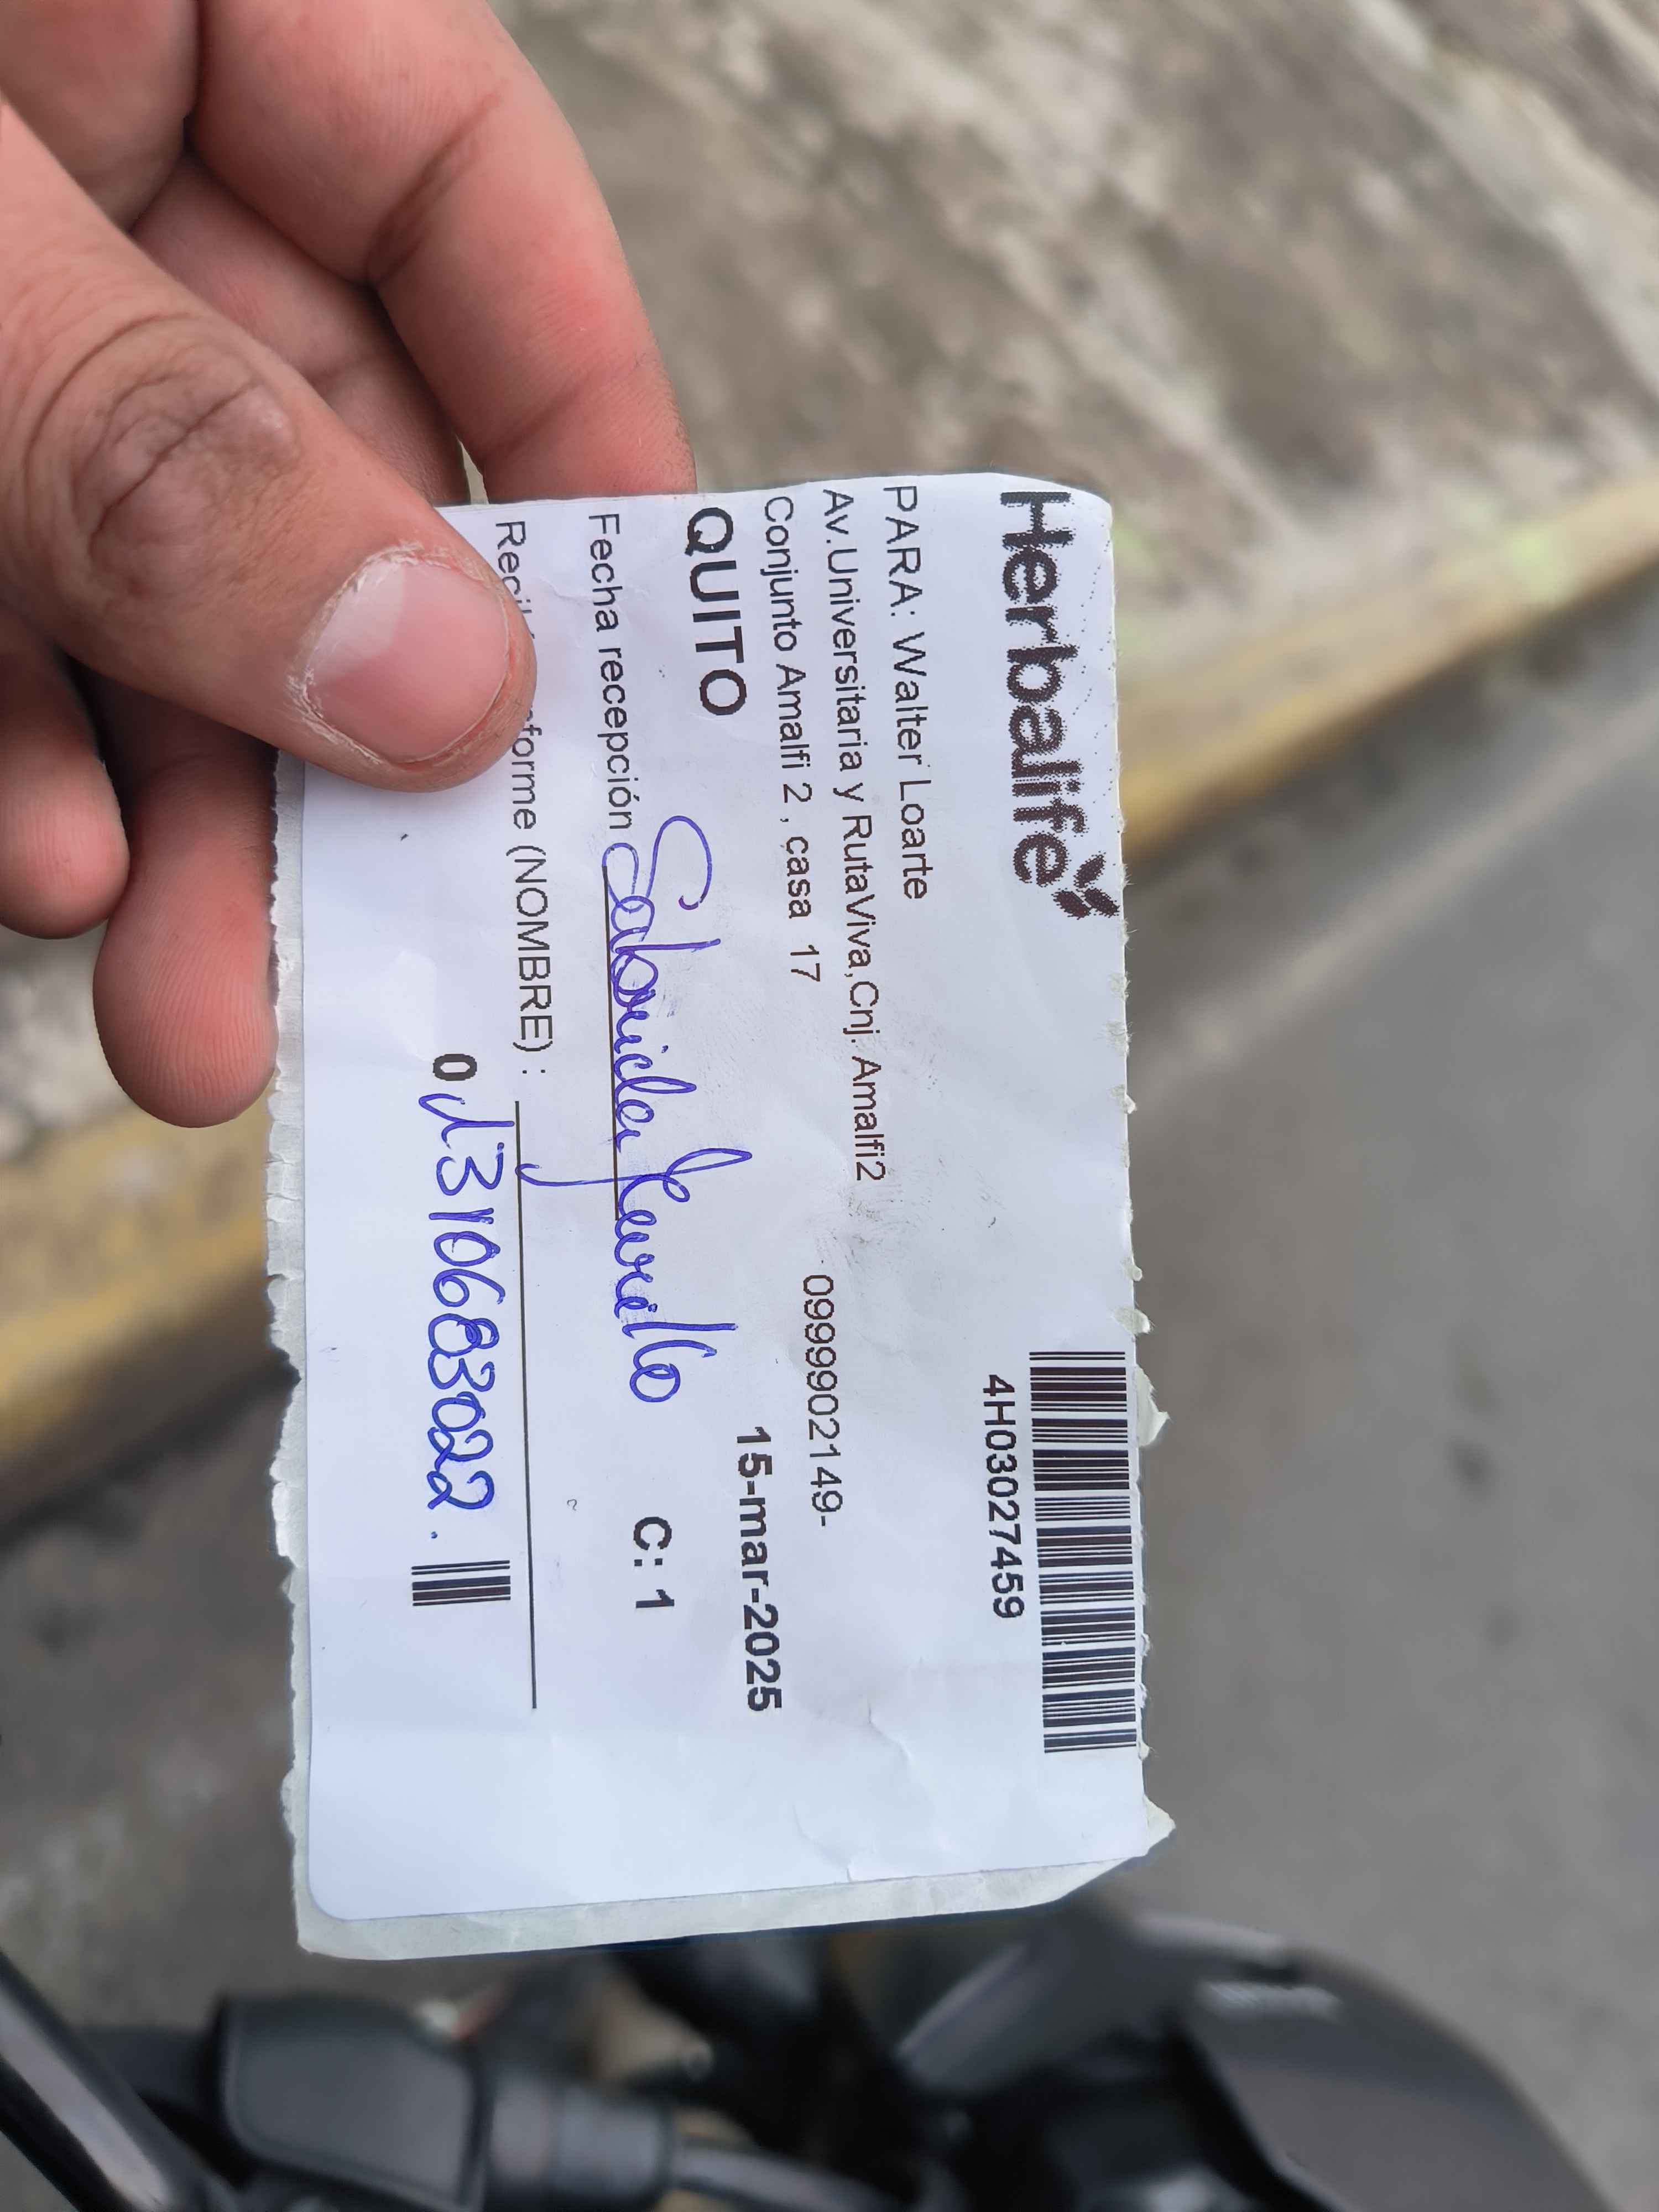 Herbalife
4H03027459
PARA: Walter Loarte
Av.Universitaria y RutaViva,Cnj. Amalfi2
Conjunto Amalfi 2 , casa 17
0999902149-
QUITO
15-mar-2025
Fecha recepción
C: 1
(NOMBRE) :
0
1310683022.